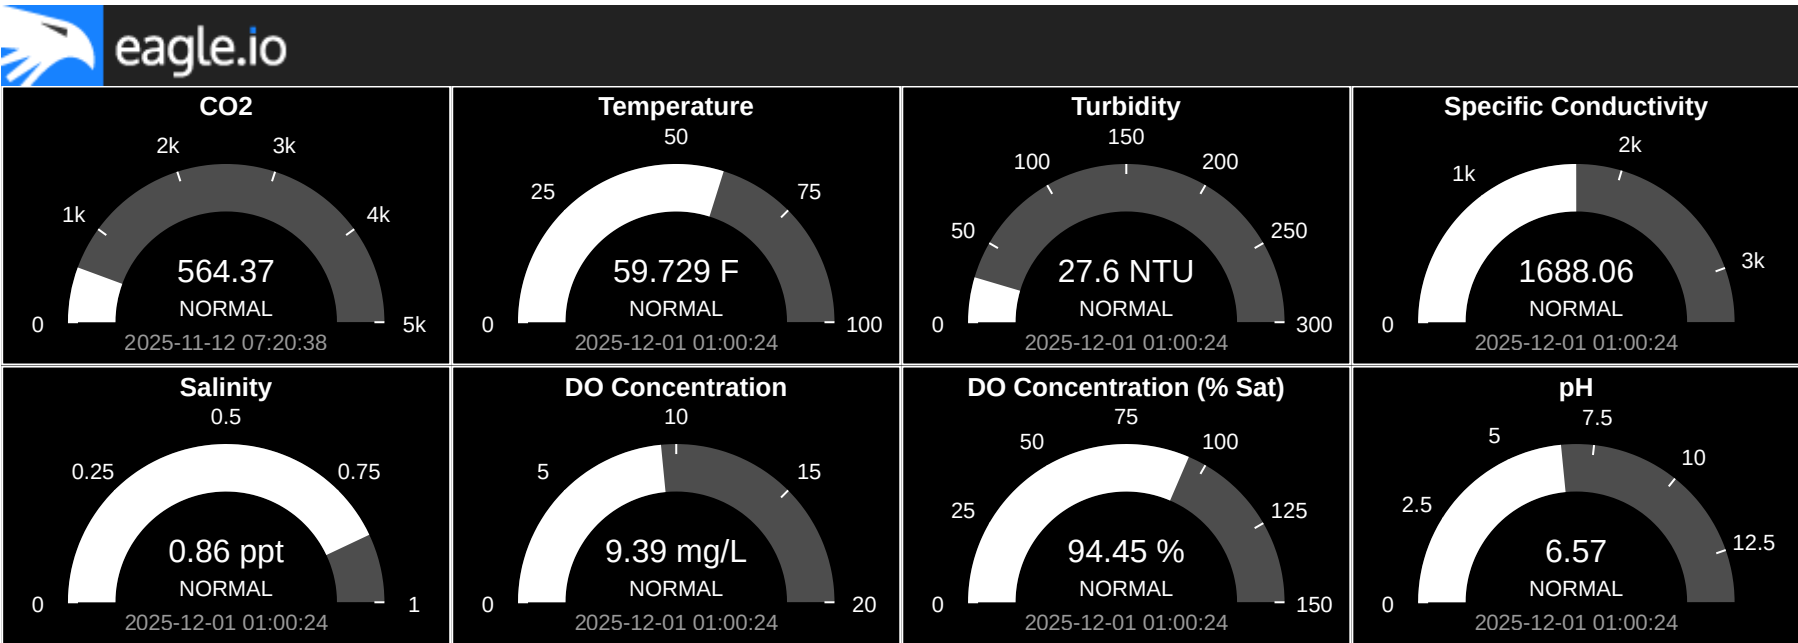 eagle.io
CO2
2k
3k
1k
4k
564.37
NORMAL
0
5k
2025-11-12 07:20:38
Temperature
50
25
75
59.729 F
NORMAL
0
100
2025-12-01 01:00:24
Turbidity
150
100
200
50
250
27.6 NTU
NORMAL
0
300
2025-12-01 01:00:24
Specific Conductivity
2k
1k
3k
1688.06
NORMAL
0
2025-12-01 01:00:24
Salinity
0.5
0.25
0.75
0.86 ppt
NORMAL
0
1
2025-12-01 01:00:24
DO Concentration
10
5
15
9.39 mg/L
NORMAL
0
20
2025-12-01 01:00:24
DO Concentration (% Sat)
75
50
100
25
125
94.45 %
NORMAL
0
150
2025-12-01 01:00:24
pH
7.5
5
10
2.5
12.5
6.57
NORMAL
0
2025-12-01 01:00:24